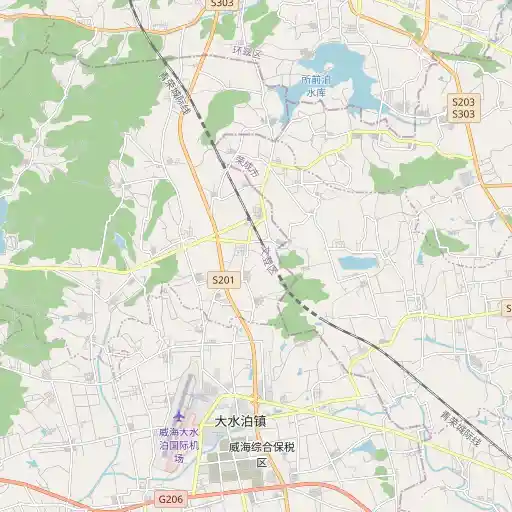 S303
环翠区
所前泊
水库
青荣城际线
S203
S303
荣成市
文登区
S201
S
大水泊镇
威海大水
泊国际机
场
威海综合保税
区
青荣城际线
G206